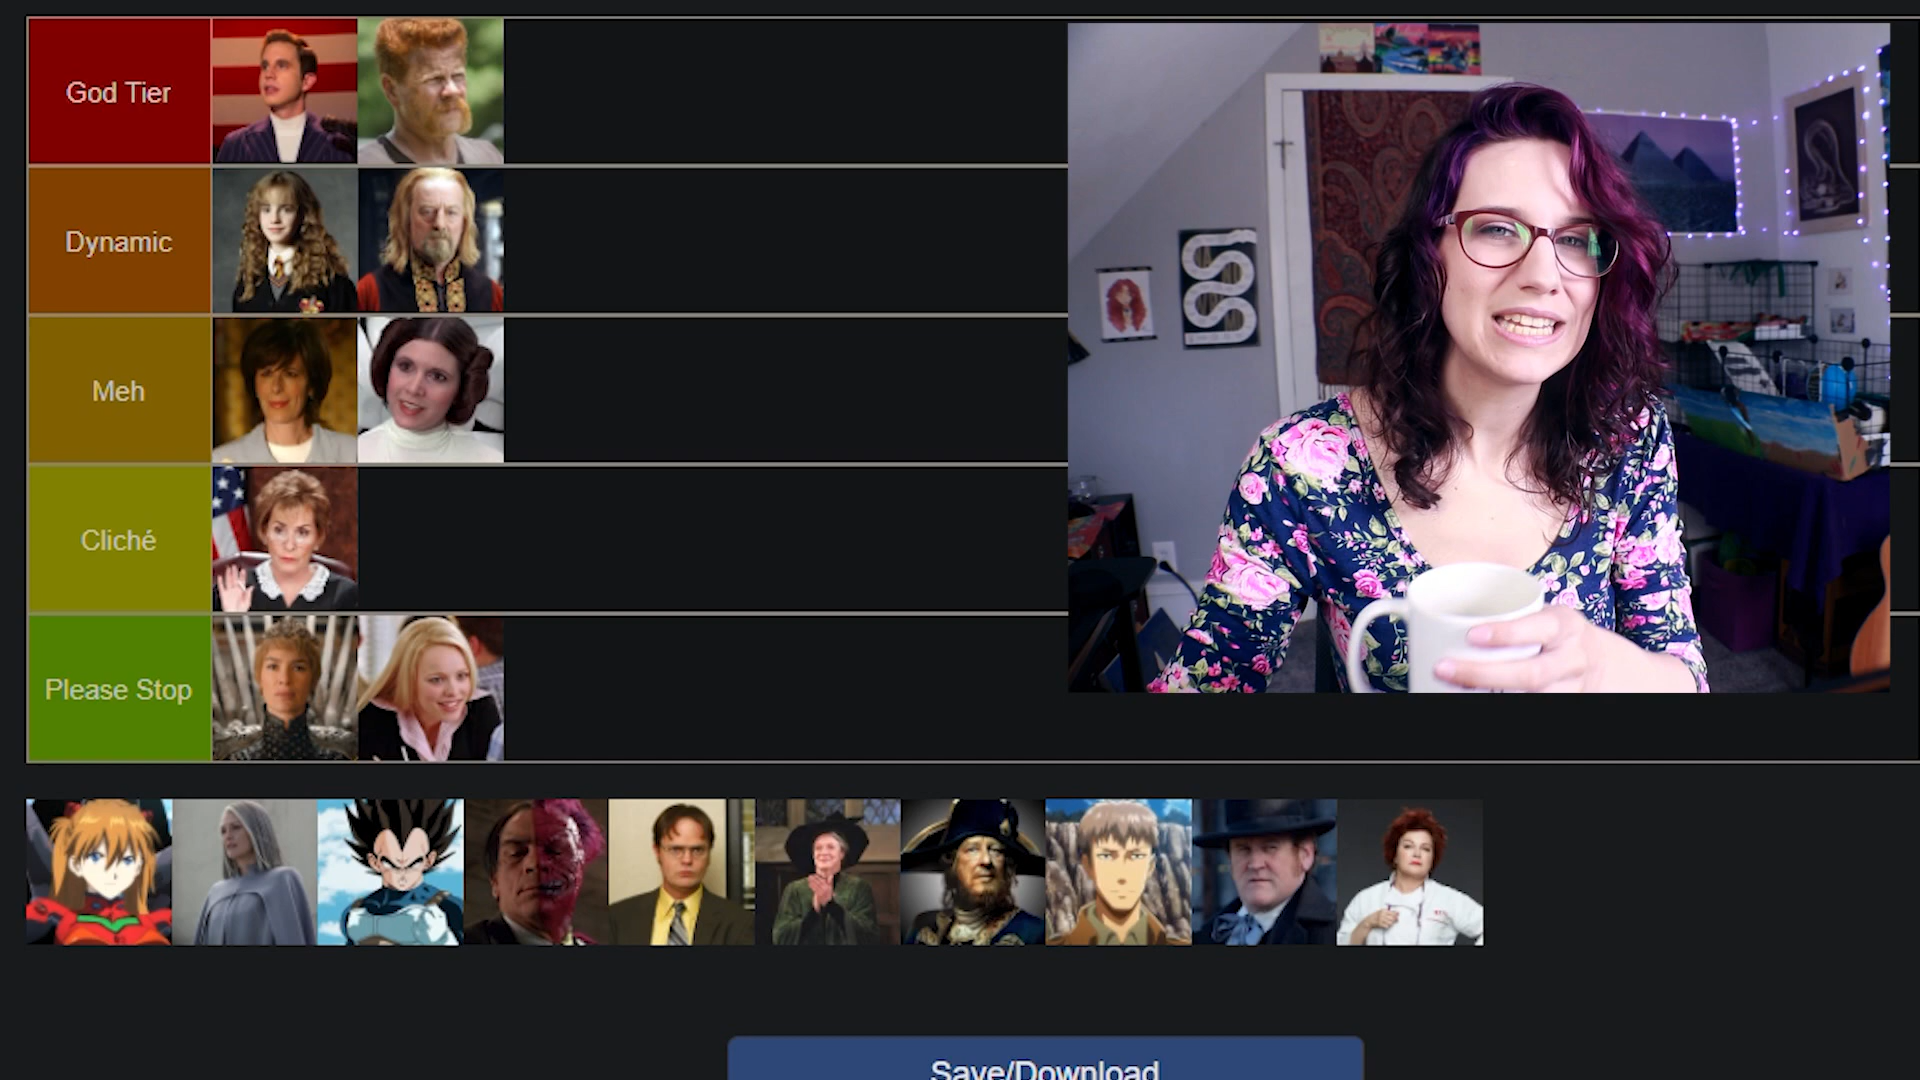 God Tier
Dynamic
Meh
Cliché
Please Stop
Save/Download